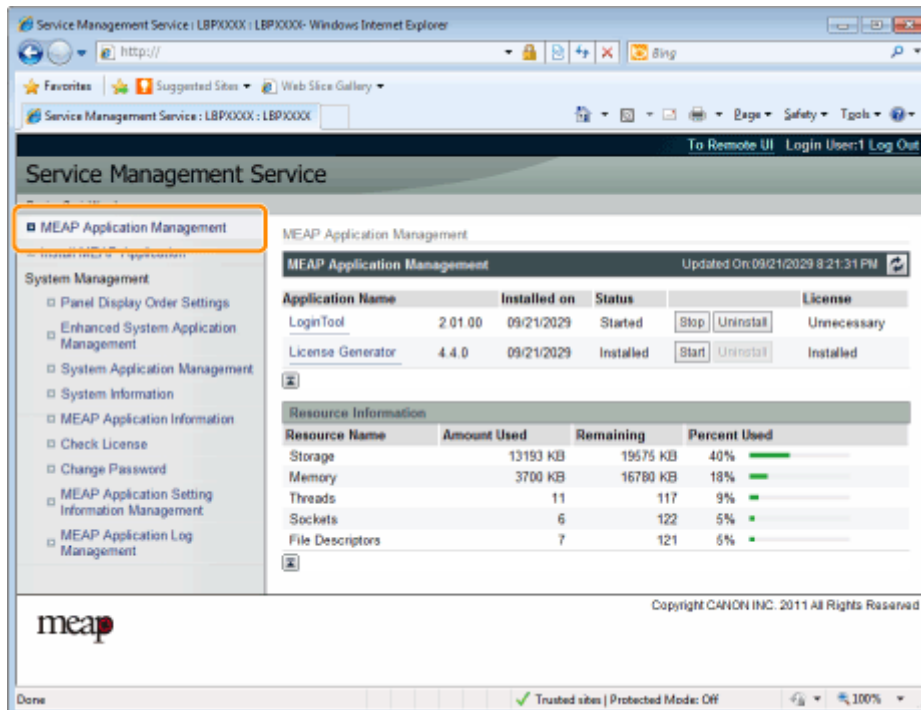 Service Management Service : LBPXXXX : LBPXXXX- Windows Internet Explorer
http://
Bing
Favorites
Suggested Sites
Web Slice Gallery
Service Management Service : LBPXXXX : LBPXXXX
Page Safety Tools
To Remote UI Login User:1 Log Out
Service Management Service
MEAP Application Management
Install MEAP Application
System Management
Panel Display Order Settings
Enhanced System Application
Management
System Application Management
System Information
MEAP Application Information
Check License
Change Password
MEAP Application Setting
Information Management
MEAP Application Log
Management
MEAP Application Management
MEAP Application Management Updated On:09/21/2029 8:21:31 PM
Application Name Installed on Status License
LoginTool 2.01.00 09/21/2029 Started Stop Uninstall Unnecessary
License Generator 4.4.0 09/21/2029 Installed Start Uninstall Installed
Resource Information
Resource Name Amount Used Remaining Percent Used
Storage 13193 KB 19575 KB 40%
Memory 3700 KB 16780 KB 18%
Threads 11 117 9%
Sockets 6 122 5%
File Descriptors 7 121 6%
Copyright CANON INC. 2011 All Rights Reserved
meap
Done
Trusted sites | Protected Mode: Off
100%